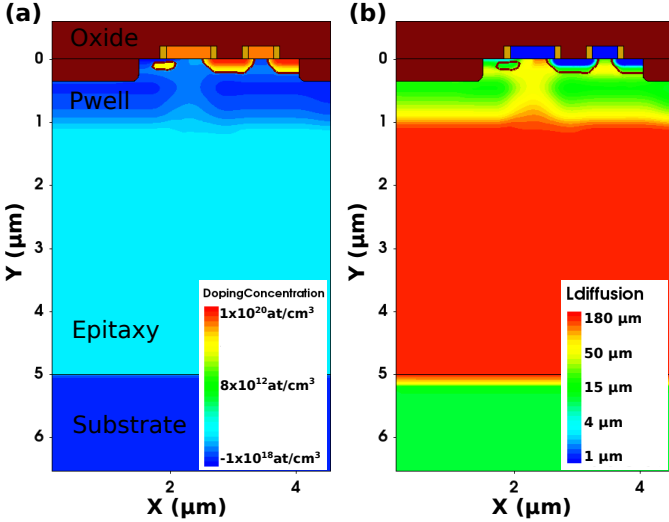 (a)
Oxide
Pwell
Epitaxy
Substrate
0
1
2
3
4
5
6
Y (μm)
2
4
X (μm)
DopingConcentration
1x10²⁰at/cm³
8x10¹²at/cm³
-1x10¹⁸at/cm³
(b)
0
1
2
3
4
5
6
Y (μm)
2
4
X (μm)
Ldiffusion
180 μm
50 μm
15 μm
4 μm
1 μm